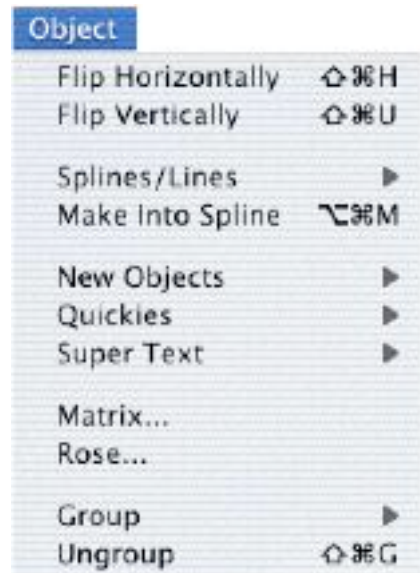 Object
Flip Horizontally ⇧⌘H
Flip Vertically ⇧⌘U
Splines/Lines ▶
Make Into Spline ⌥⌘M
New Objects ▶
Quickies ▶
Super Text ▶
Matrix...
Rose...
Group ▶
Ungroup ⇧⌘G